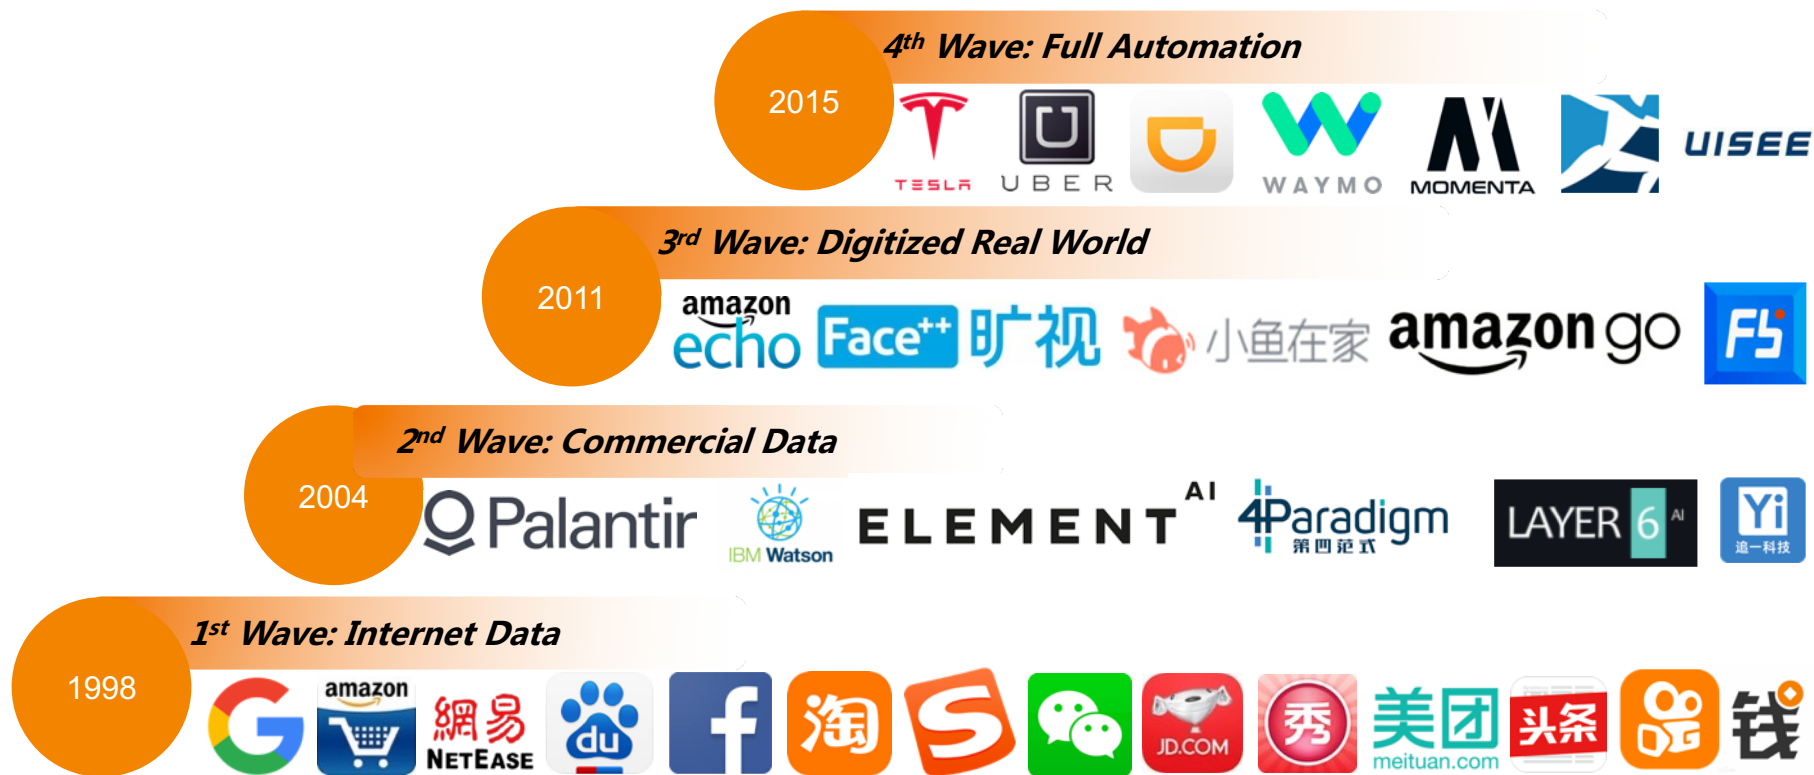 4th Wave: Full Automation
2015
TESLA
UBER
WAYMO
MOMENTA
UISEE
3rd Wave: Digitized Real World
2011
amazon
echo
Face++ 旷视
小鱼在家
amazon go
F5
2nd Wave: Commercial Data
2004
Palantir
IBM Watson
ELEMENT AI
4Paradigm
第四范式
LAYER 6 AI
Yi
追一科技
1st Wave: Internet Data
1998
G
amazon
網易
NETEASE
du
f
淘
S
JD.COM
秀
美团
meituan.com
头条
钱